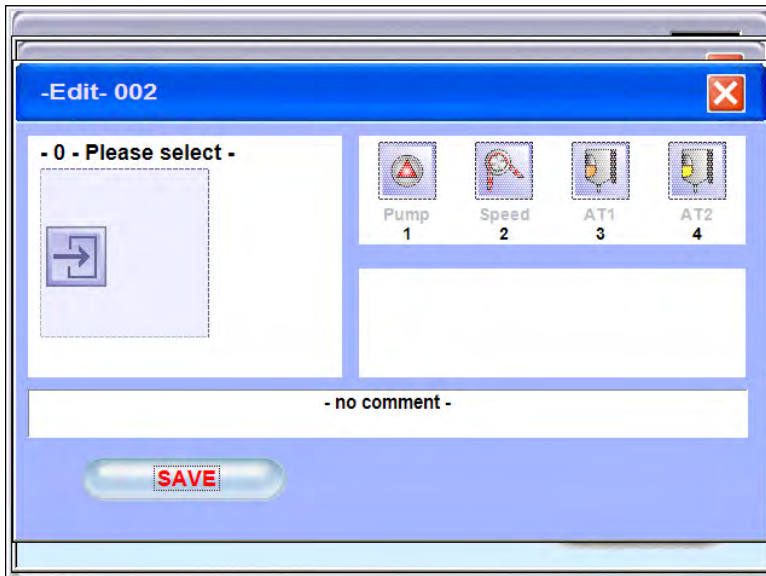 -Edit- 002
- 0 - Please select -
Pump Speed AT1 AT2
1 2 3 4
- no comment -
SAVE